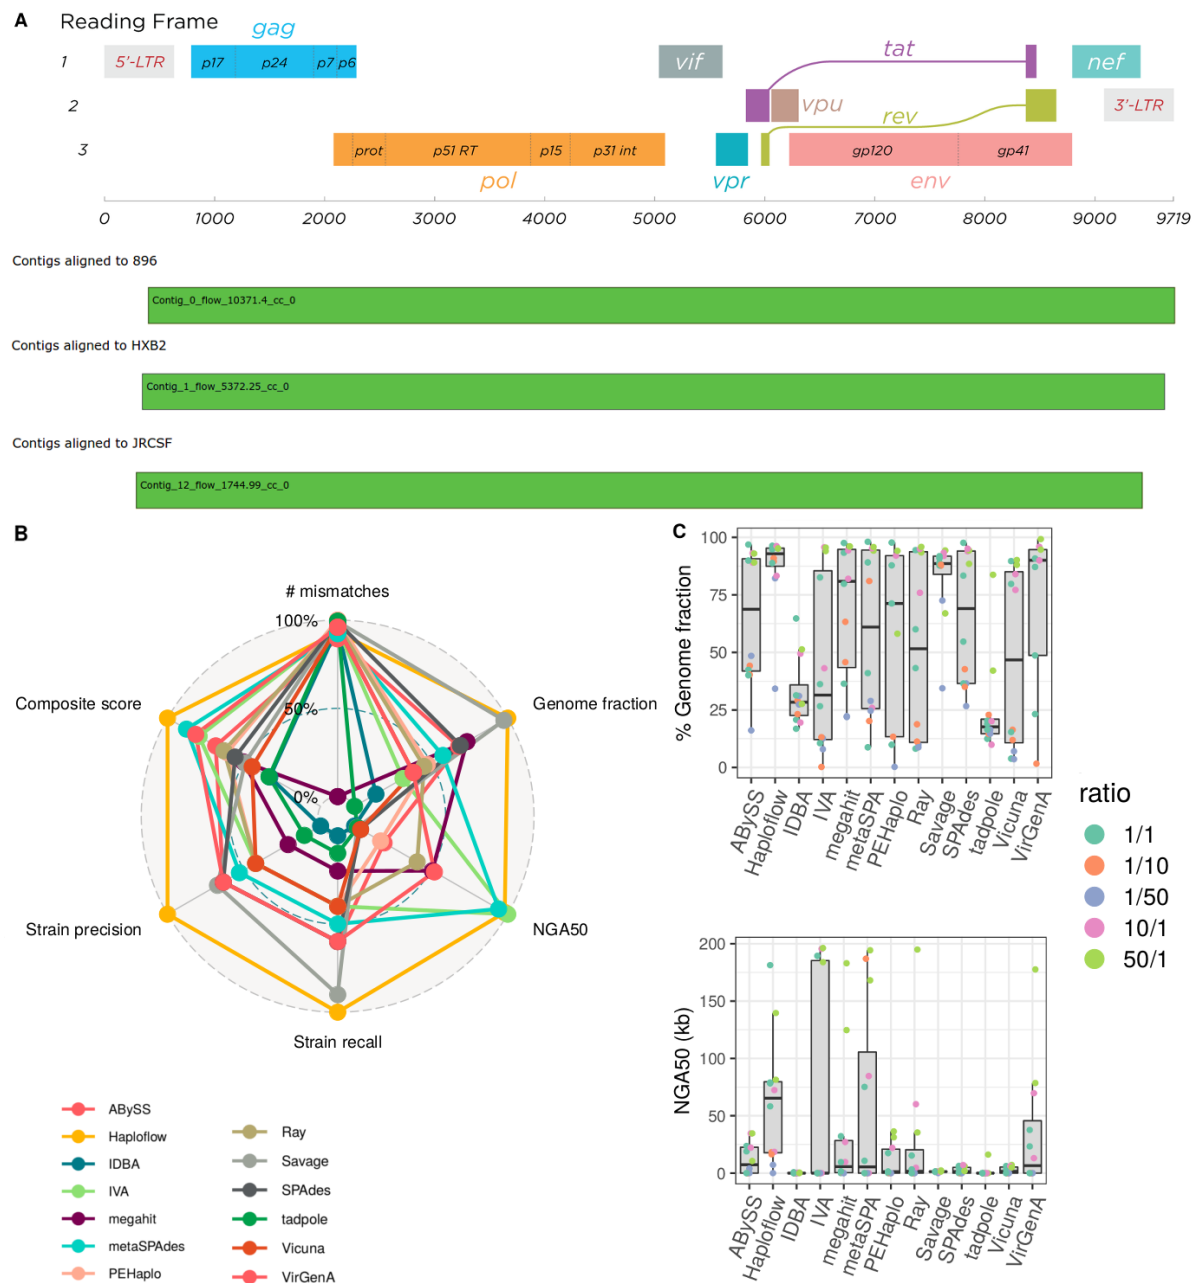 A
Reading Frame
gag
1
5'-LTR
p17
p24
p7
p6
vif
tat
nef
2
vpu
rev
3'-LTR
3
prot
p51 RT
p15
p31 int
gp120
gp41
pol
vpr
env
0
1000
2000
3000
4000
5000
6000
7000
8000
9000
9719
Contigs aligned to 896
Contig_0_flow_10371.4_cc_0
Contigs aligned to HXB2
Contig_1_flow_5372.25_cc_0
Contigs aligned to JRCSF
Contig_12_flow_1744.99_cc_0
B
# mismatches
100%
50%
0%
Composite score
Genome fraction
Strain precision
NGA50
Strain recall
ABySS
Haploflow
IDBA
IVA
megahit
metaSPAdes
PEHaplo
Ray
Savage
SPAdes
tadpole
Vicuna
VirGenA
C
% Genome fraction
100
75
50
25
0
ABySS
Haploflow
IDBA
IVA
megahit
metaSPA
PEHaplo
Ray
Savage
SPAdes
tadpole
Vicuna
VirGenA
NGA50 (kb)
200
150
100
50
0
ABySS
Haploflow
IDBA
IVA
megahit
metaSPA
PEHaplo
Ray
Savage
SPAdes
tadpole
Vicuna
VirGenA
ratio
1/1
1/10
1/50
10/1
50/1